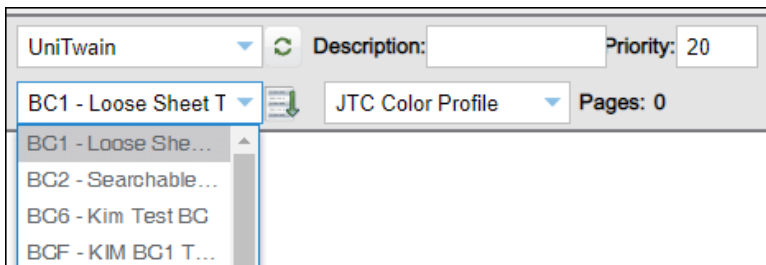 UniTwain Description: Priority: 20
BC1 - Loose Sheet T JTC Color Profile Pages: 0
BC1 - Loose She...
BC2 - Searchable...
BC6 - Kim Test BC
BCF - KIM BC1 T...